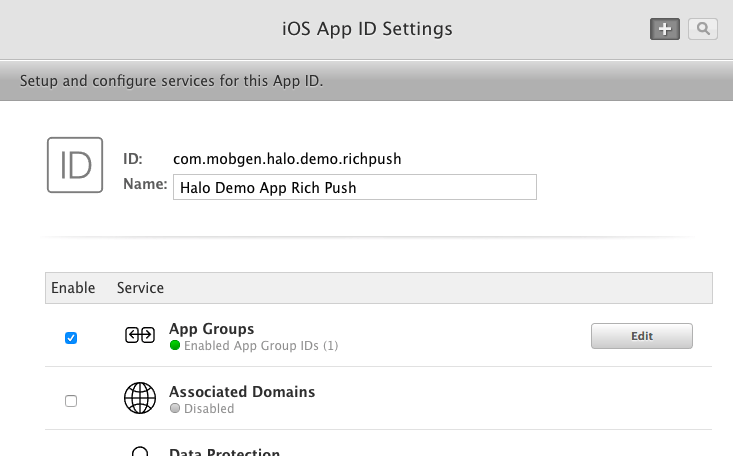 iOS App ID Settings
Setup and configure services for this App ID.
ID
ID: com.mobgen.halo.demo.richpush
Name: Halo Demo App Rich Push
Enable Service
App Groups
Enabled App Group IDs (1)
Edit
Associated Domains
Disabled
Data Protection